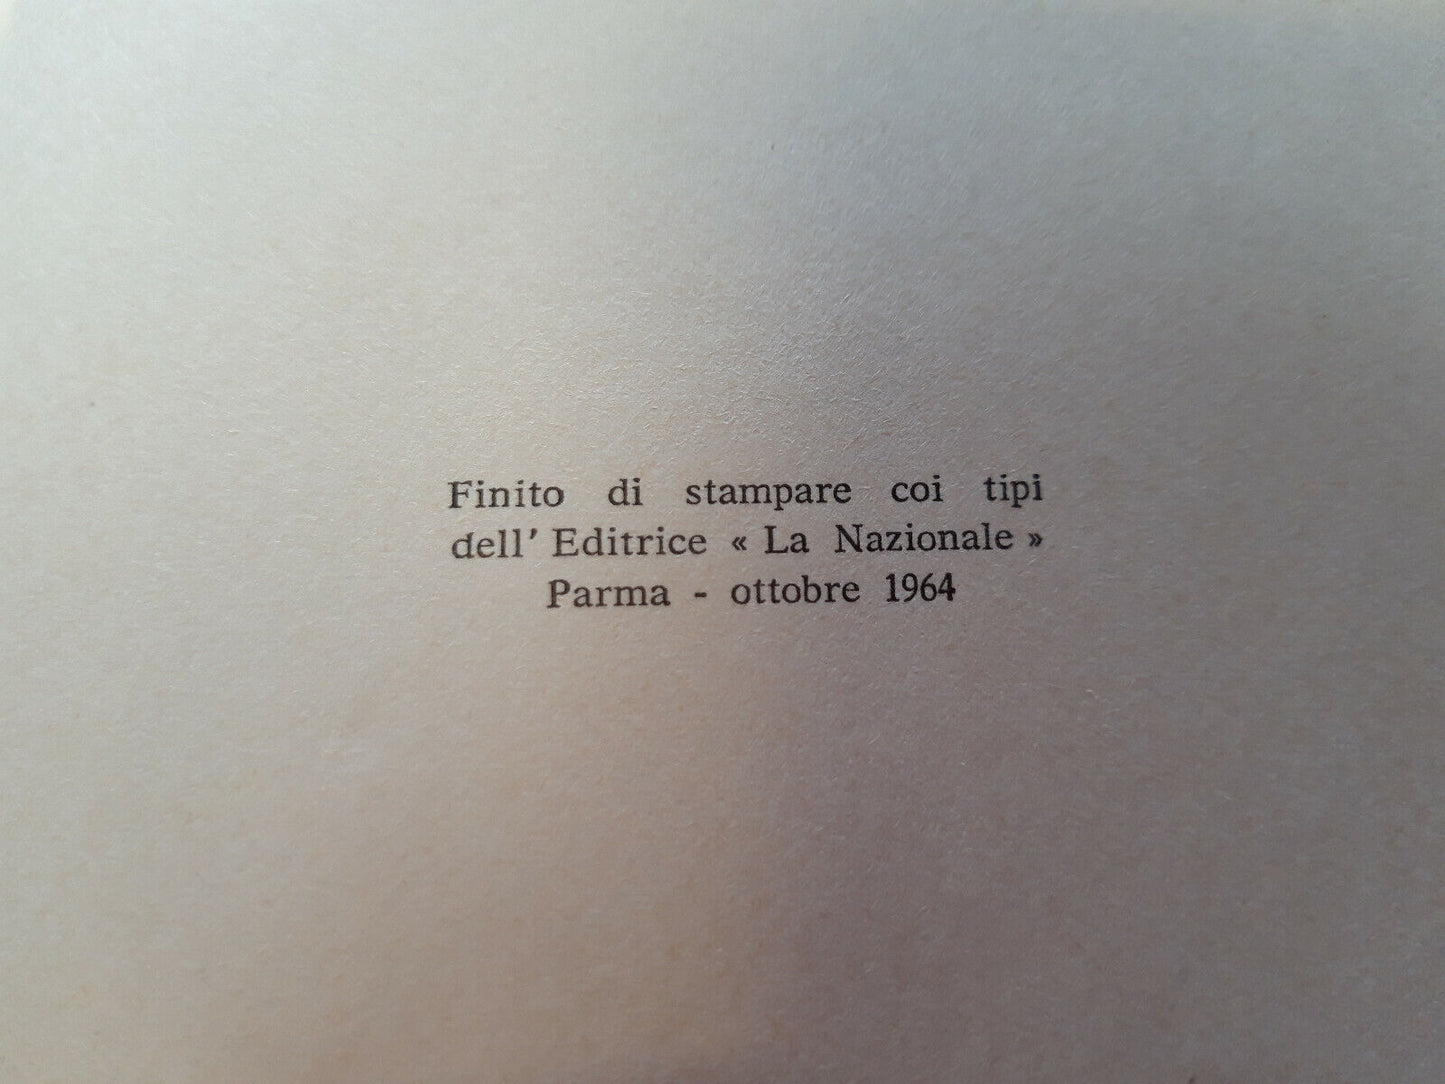 Finito di stampare coi tipi
dell' Editrice « La Nazionale »
Parma - ottobre 1964